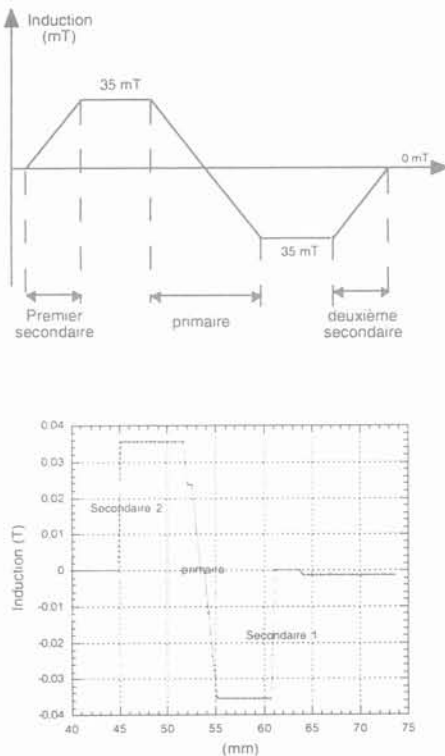 Induction
(mT)
35 mT
0 mT
35 mT
Premier
secondaire
primaire
deuxième
secondaire
0.04
0.03
0.02
0.01
0
-0.01
-0.02
-0.03
-0.04
Induction (T)
Secondaire 2
primaire
Secondaire 1
40 45 50 55 60 65 70 75
(mm)